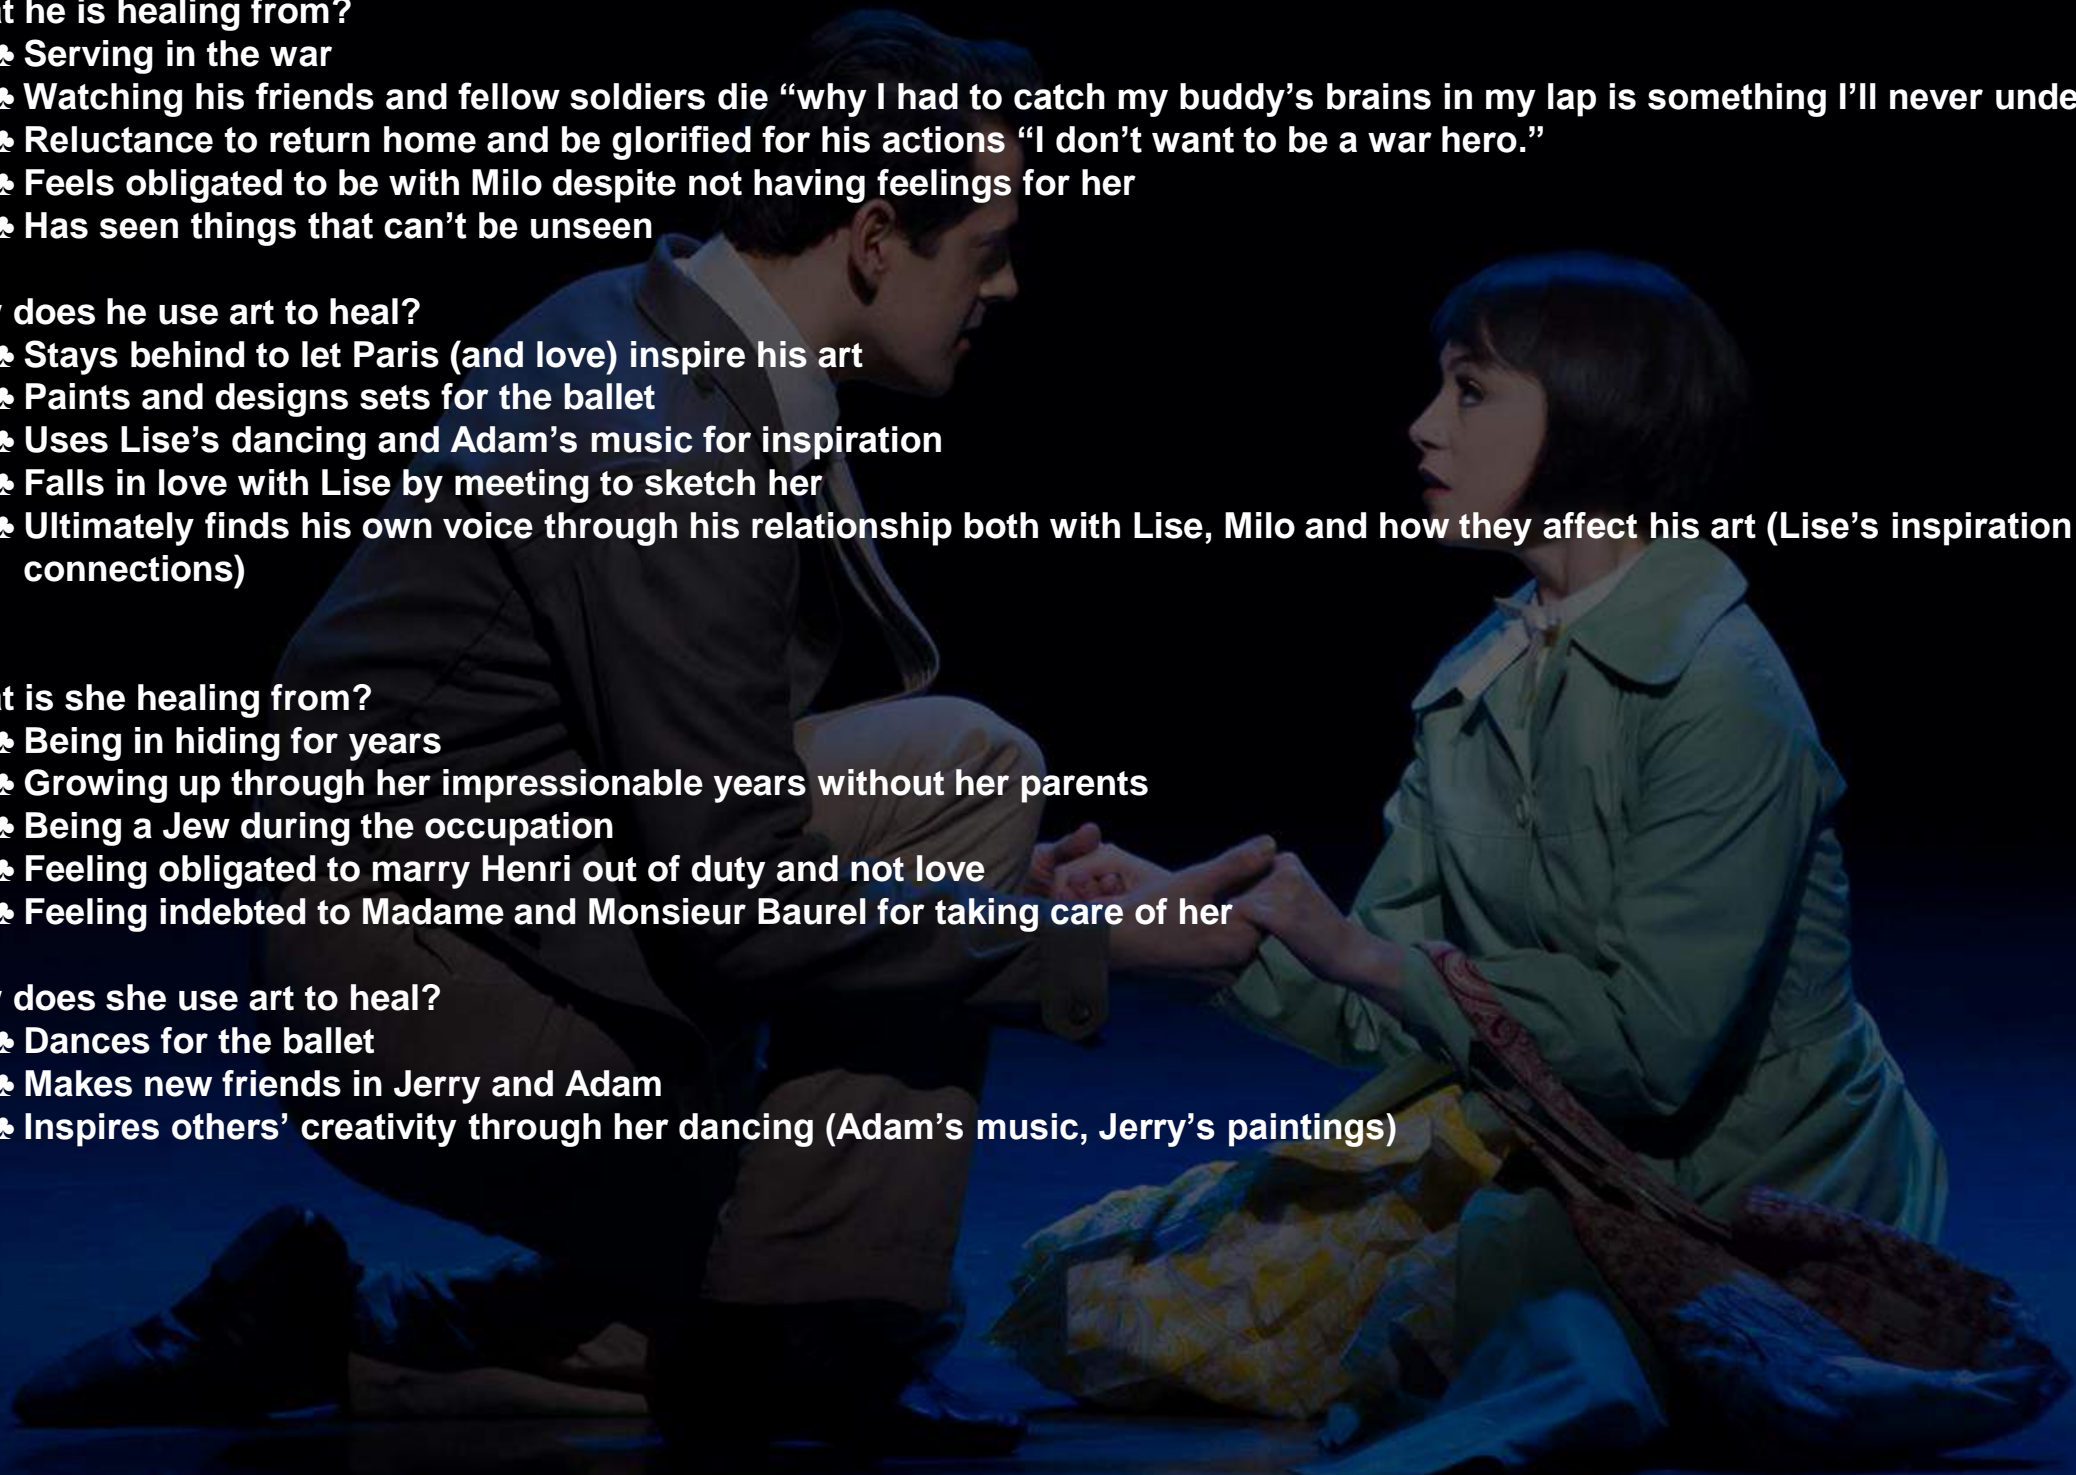 t he is healing from?
♣ Serving in the war
♣ Watching his friends and fellow soldiers die “why I had to catch my buddy’s brains in my lap is something I’ll never unde
♣ Reluctance to return home and be glorified for his actions “I don’t want to be a war hero.”
♣ Feels obligated to be with Milo despite not having feelings for her
♣ Has seen things that can’t be unseen
does he use art to heal?
♣ Stays behind to let Paris (and love) inspire his art
♣ Paints and designs sets for the ballet
♣ Uses Lise’s dancing and Adam’s music for inspiration
♣ Falls in love with Lise by meeting to sketch her
♣ Ultimately finds his own voice through his relationship both with Lise, Milo and how they affect his art (Lise’s inspiration
connections)
t is she healing from?
♣ Being in hiding for years
♣ Growing up through her impressionable years without her parents
♣ Being a Jew during the occupation
♣ Feeling obligated to marry Henri out of duty and not love
♣ Feeling indebted to Madame and Monsieur Baurel for taking care of her
does she use art to heal?
♣ Dances for the ballet
♣ Makes new friends in Jerry and Adam
♣ Inspires others’ creativity through her dancing (Adam’s music, Jerry’s paintings)